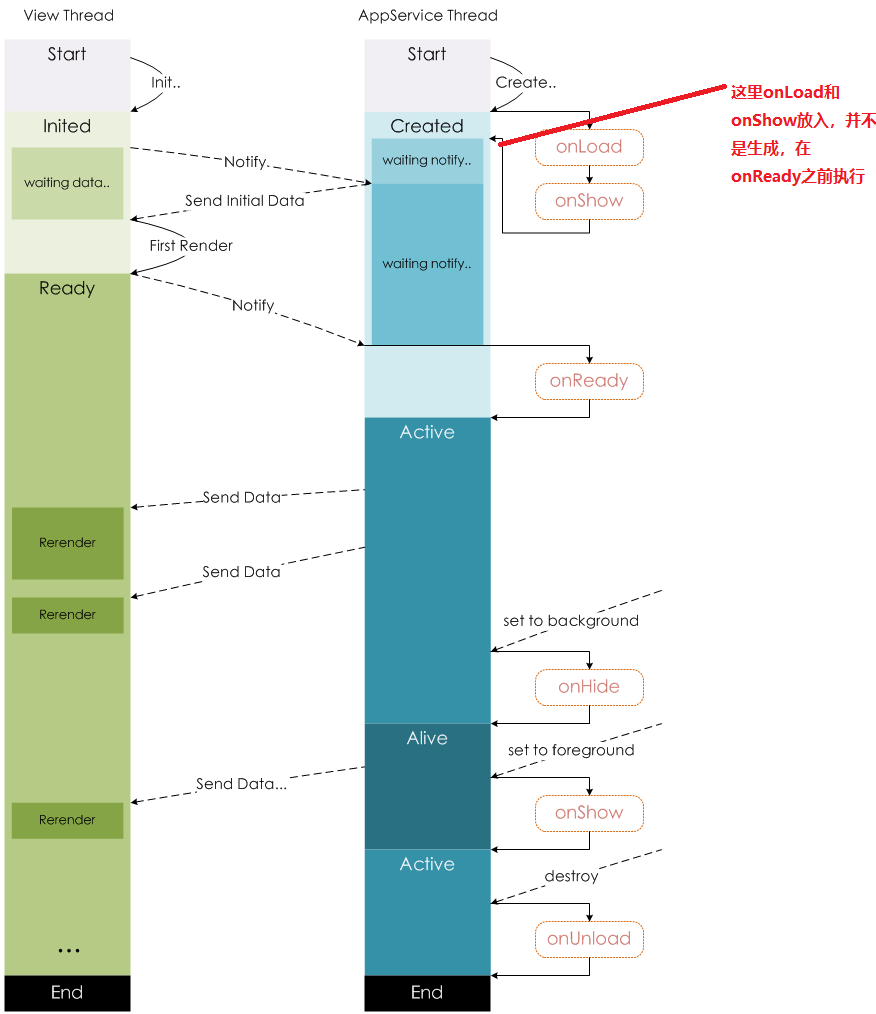 View Thread
AppService Thread
Start
Start
Init..
Create..
这里onLoad和
onShow放入，并不
是生成，在
onReady之前执行
Inited
Created
onLoad
waiting notify..
Notify
waiting data..
Send Initial Data
onShow
First Render
waiting notify..
Ready
Notify
onReady
Active
Send Data
Rerender
Send Data
Rerender
set to background
onHide
Alive
set to foreground
Send Data...
onShow
Rerender
Active
destroy
onUnload
...
End
End